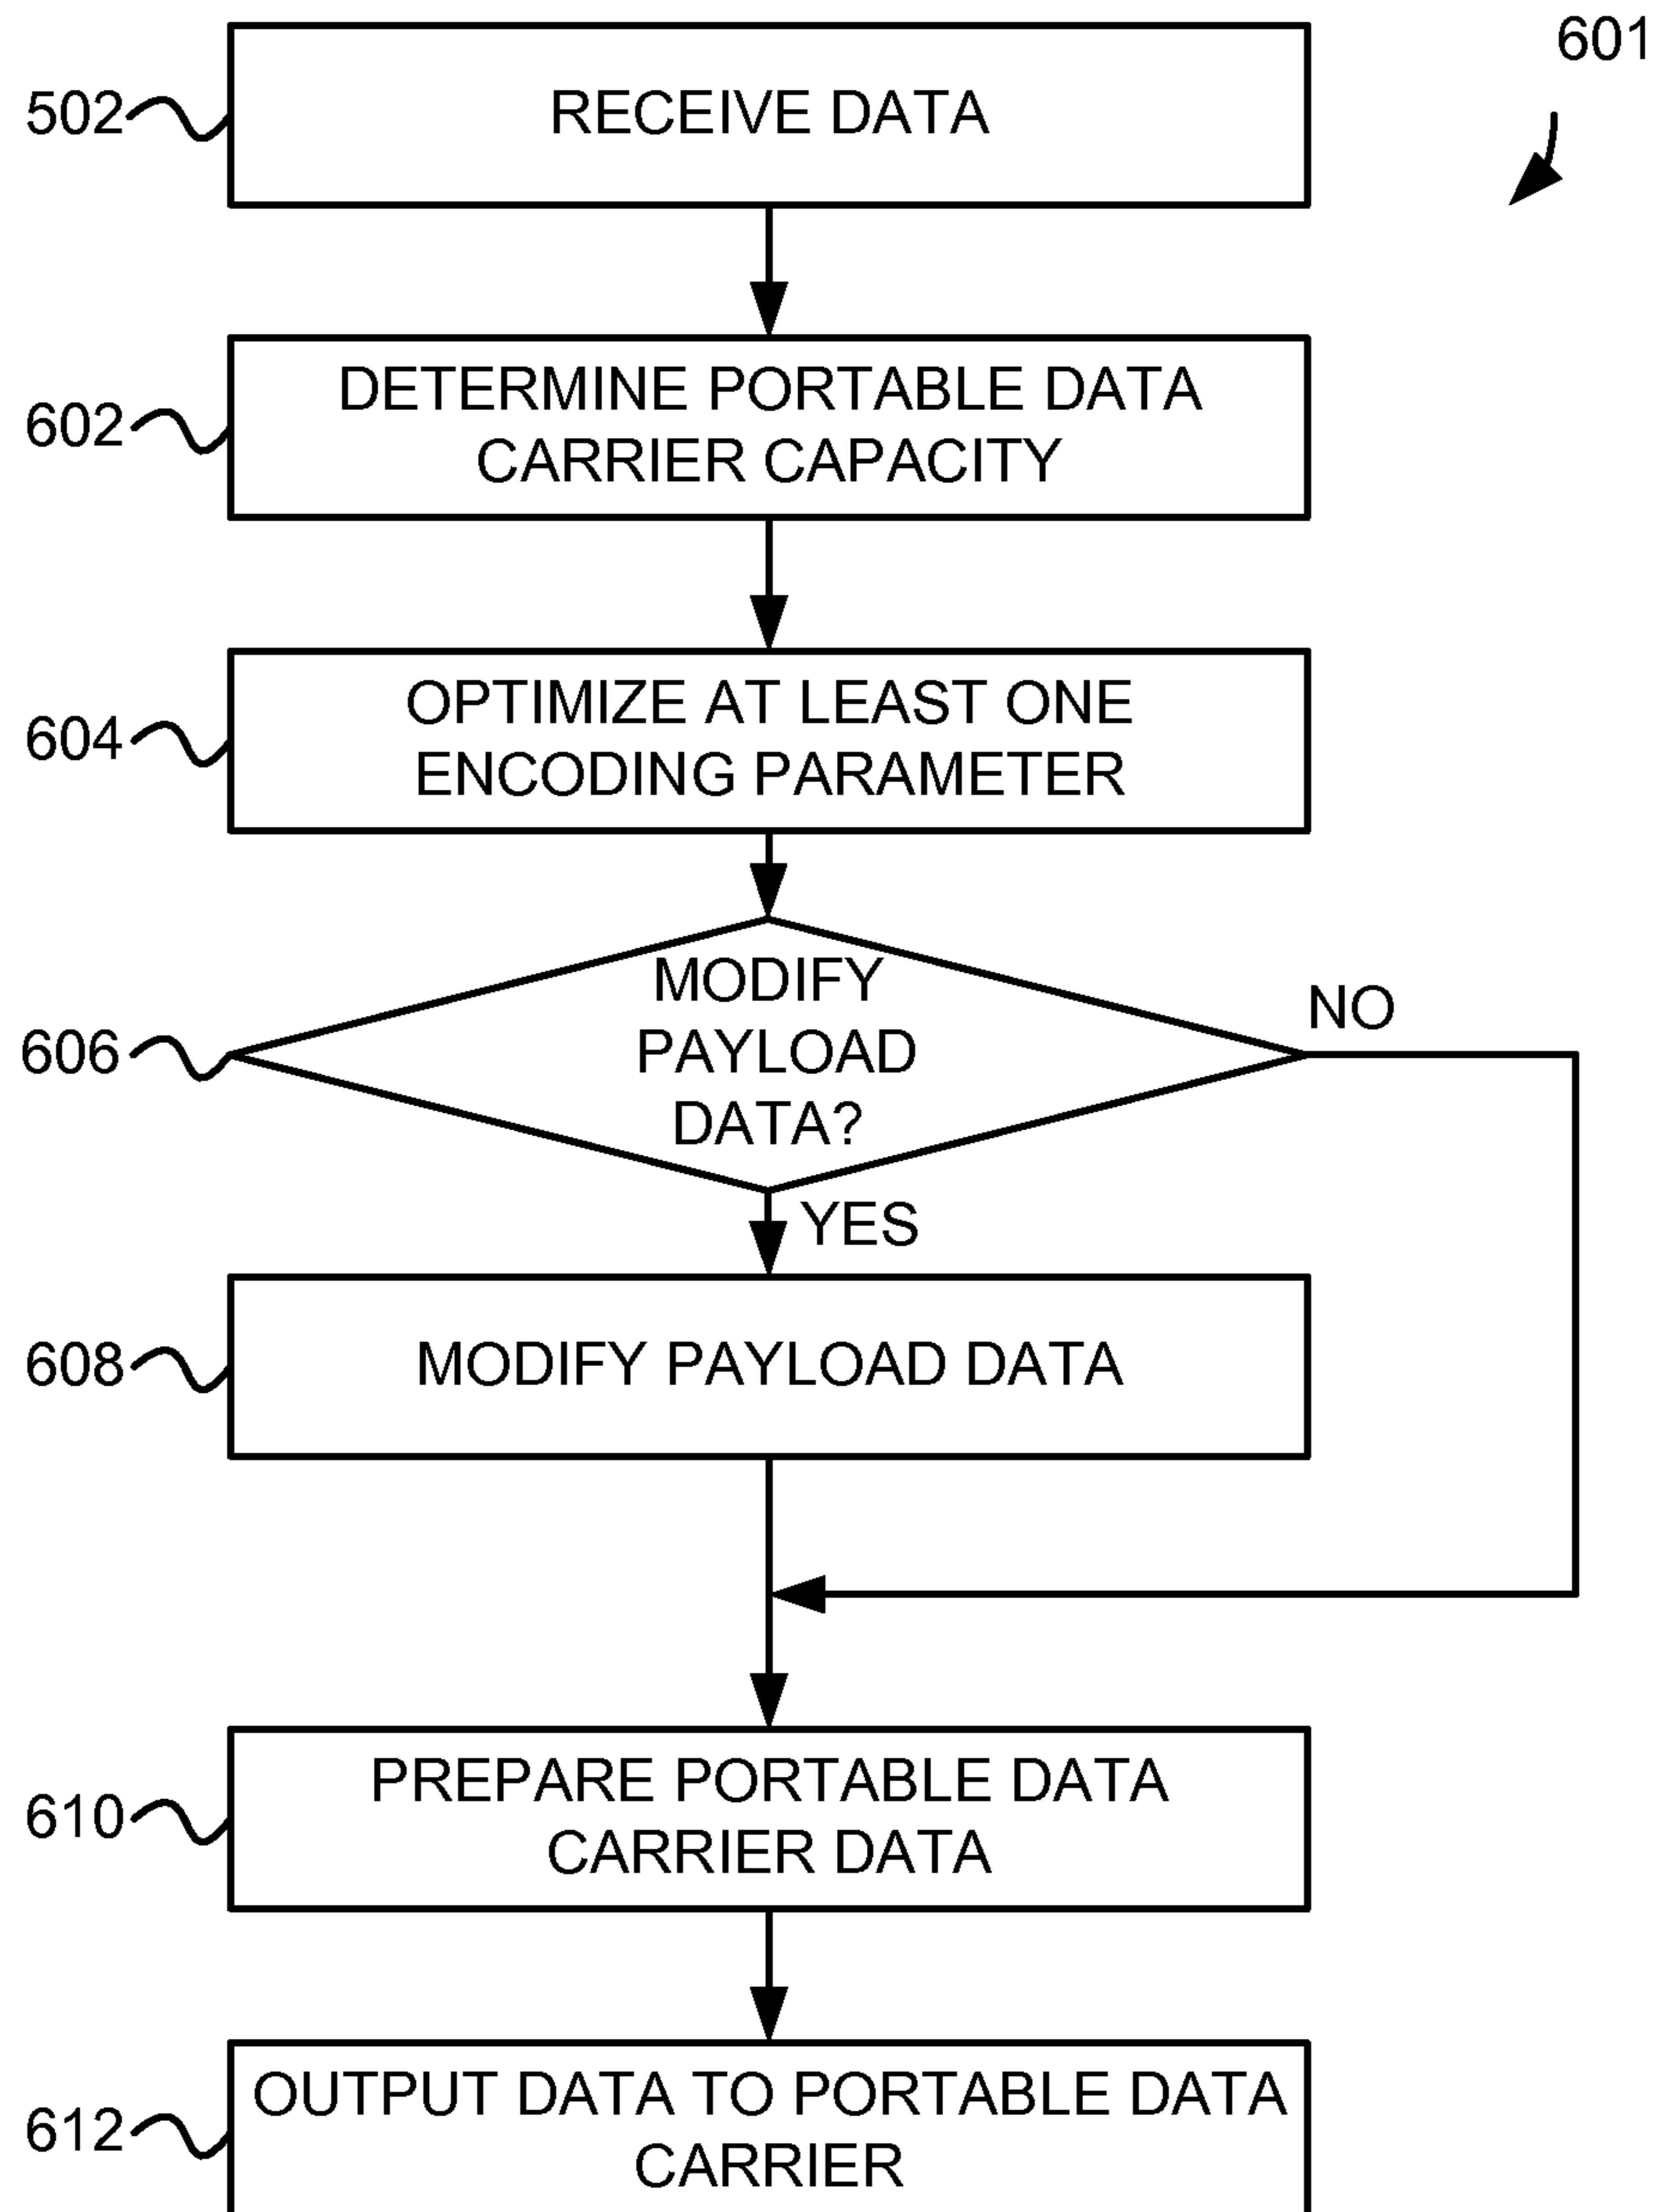 601
502
RECEIVE DATA
602
DETERMINE PORTABLE DATA
CARRIER CAPACITY
604
OPTIMIZE AT LEAST ONE
ENCODING PARAMETER
606
MODIFY
PAYLOAD
DATA?
NO
YES
608
MODIFY PAYLOAD DATA
610
PREPARE PORTABLE DATA
CARRIER DATA
612
OUTPUT DATA TO PORTABLE DATA
CARRIER